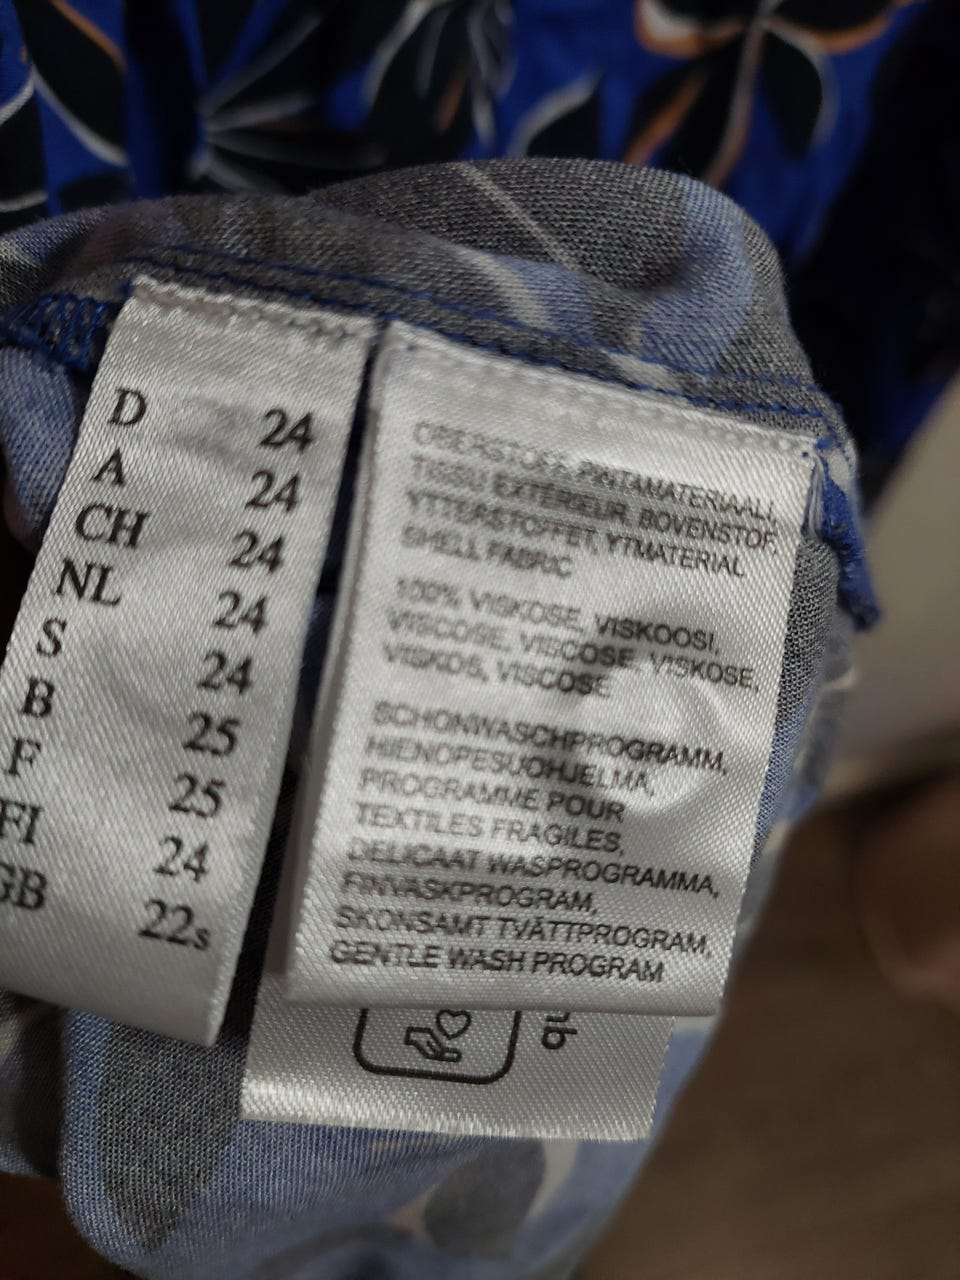 D 24
A 24
CH 24
NL 24
S 24
B 25
F 25
FI 24
GB 22s
OBERSTOFF, PINTAMATERIAALI,
TISSU EXTÉRIEUR, BOVENSTOF,
YTTERSTOFFET, YTMATERIAL
SHELL FABRIC
100% VISKOSE, VISKOOSI,
VISCOSE, VISCOSE, VISKOSE,
VISKOS, VISCOSE
SCHONWASCHPROGRAMM,
HIENOPESUOHJELMA,
PROGRAMME POUR
TEXTILES FRAGILES,
DELICAAT WASPROGRAMMA,
FINVASKPROGRAM,
SKONSAMT TVÄTTPROGRAM,
GENTLE WASH PROGRAM